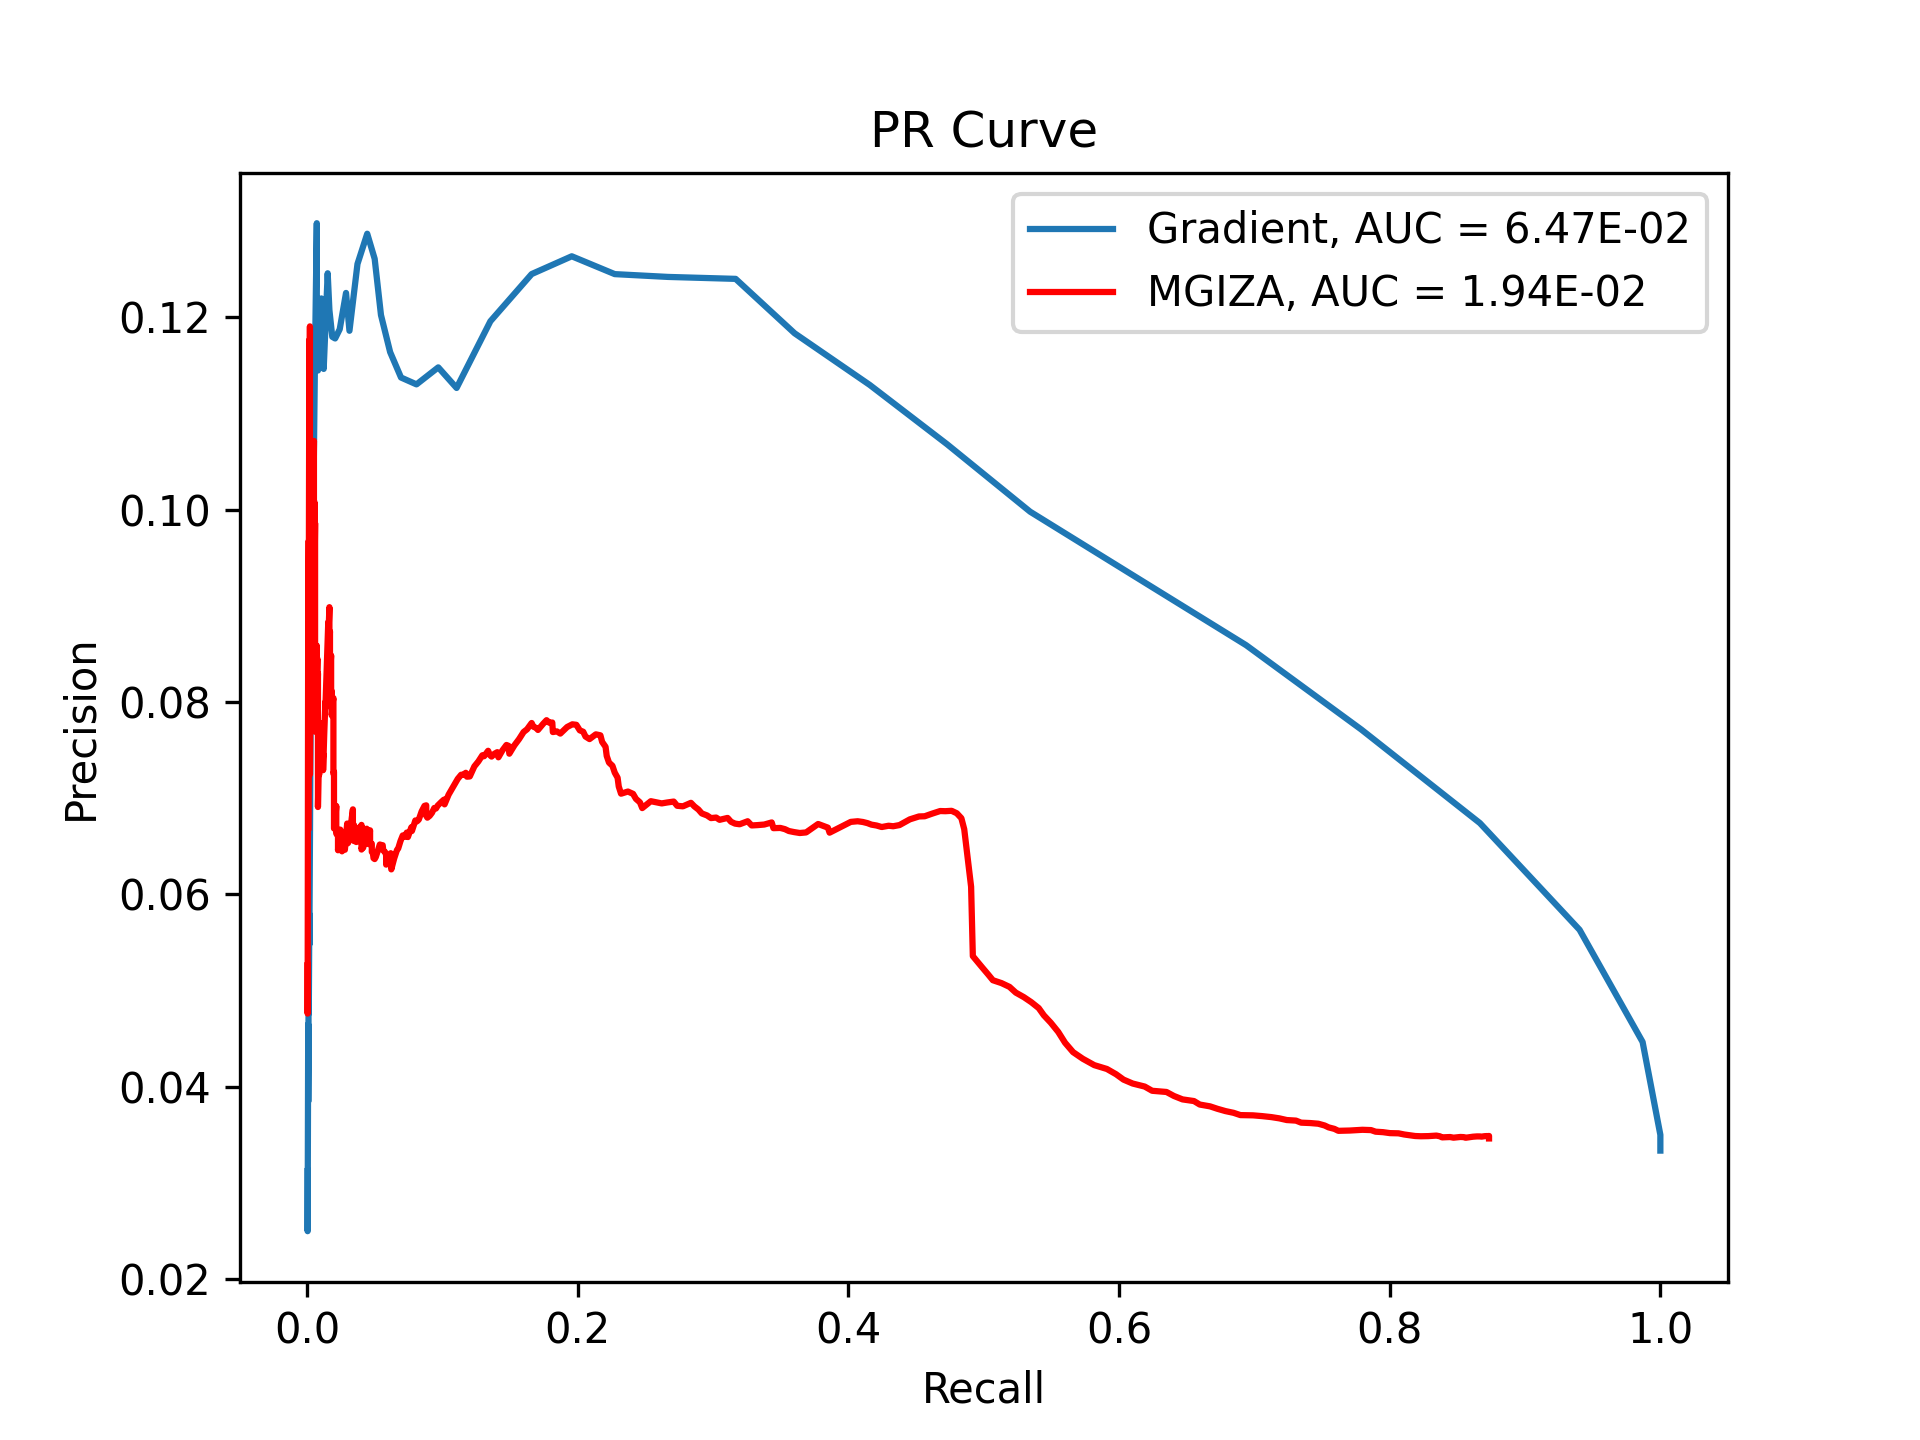 PR Curve
Gradient, AUC = 6.47E-02
MGIZA, AUC = 1.94E-02
Precision
0.12
0.10
0.08
0.06
0.04
0.02
0.0 0.2 0.4 0.6 0.8 1.0
Recall